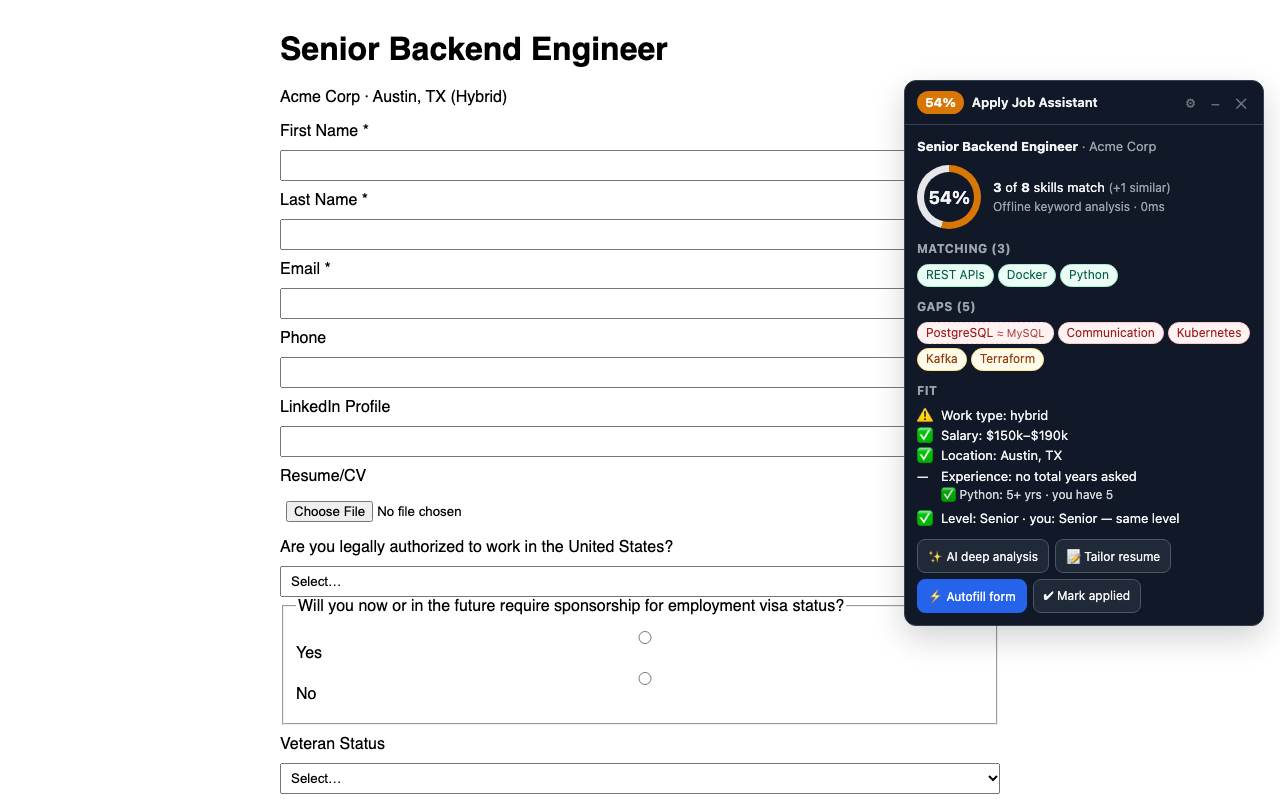 Senior Backend Engineer
Acme Corp · Austin, TX (Hybrid)
First Name *
Last Name *
Email *
Phone
LinkedIn Profile
Resume/CV
Choose File No file chosen
Are you legally authorized to work in the United States?
Select...
Will you now or in the future require sponsorship for employment visa status?
Yes
No
Veteran Status
Select...
54% Apply Job Assistant
Senior Backend Engineer · Acme Corp
54%
3 of 8 skills match (+1 similar)
Offline keyword analysis · 0ms
MATCHING (3)
REST APIs Docker Python
GAPS (5)
PostgreSQL ≈ MySQL Communication Kubernetes
Kafka Terraform
FIT
⚠️ Work type: hybrid
✅ Salary: $150k–$190k
✅ Location: Austin, TX
— Experience: no total years asked
✅ Python: 5+ yrs · you have 5
✅ Level: Senior · you: Senior — same level
✨ AI deep analysis 📝 Tailor resume
⚡ Autofill form ✔ Mark applied